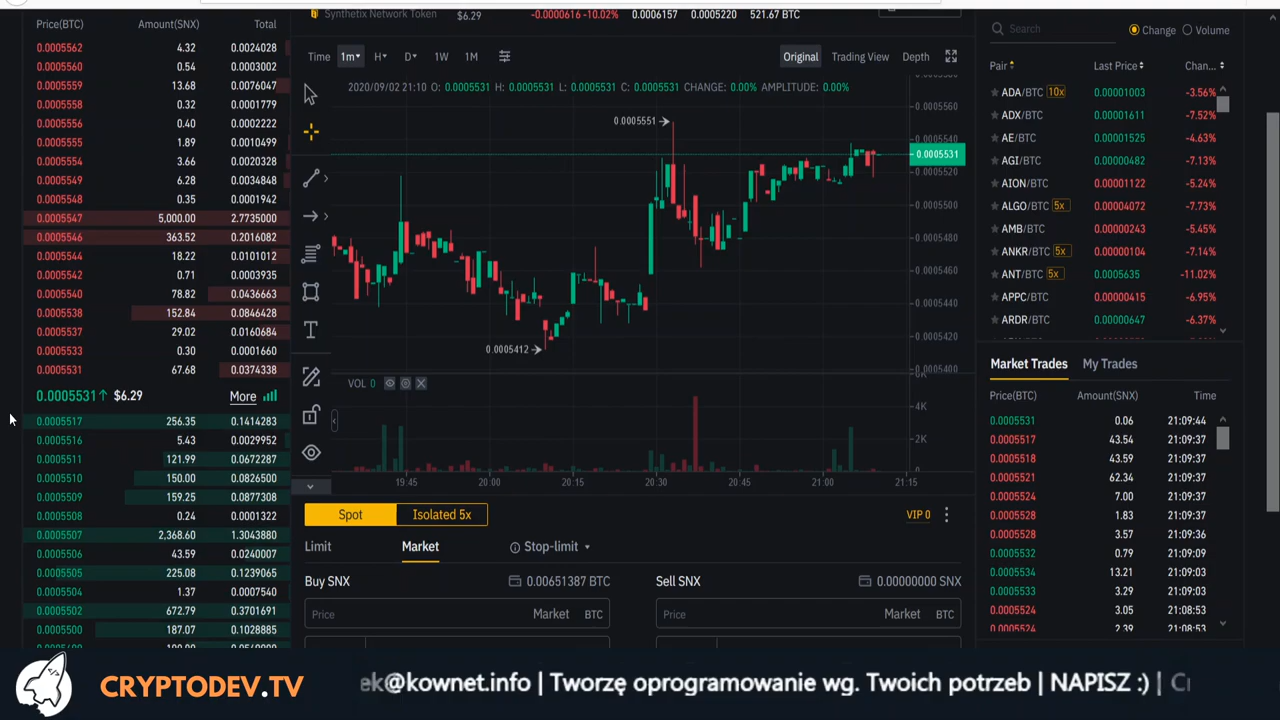 Price(BTC) Amount(SNX) Total
0.0005562 4.32 0.0024028
0.0005560 0.54 0.0003002
0.0005559 13.68 0.0076047
0.0005558 0.32 0.0001779
0.0005556 0.40 0.0002222
0.0005555 1.89 0.0010499
0.0005554 3.66 0.0020328
0.0005549 6.28 0.0034848
0.0005548 0.35 0.0001942
0.0005547 5,000.00 2.7735000
0.0005546 363.52 0.2016082
0.0005544 18.22 0.0101012
0.0005542 0.71 0.0003935
0.0005540 78.82 0.0436663
0.0005538 152.84 0.0846428
0.0005537 29.02 0.0160684
0.0005533 0.30 0.0001660
0.0005531 67.68 0.0374338
0.0005531↑ $6.29 More
0.0005517 256.35 0.1414283
0.0005516 5.43 0.0029952
0.0005511 121.99 0.0672287
0.0005510 150.00 0.0826500
0.0005509 159.25 0.0877308
0.0005508 0.24 0.0001322
0.0005507 2,368.60 1.3043880
0.0005506 43.59 0.0240007
0.0005505 225.08 0.1239065
0.0005504 1.37 0.0007540
0.0005502 672.79 0.3701691
0.0005500 187.07 0.1028885
Synthetix Network Token $6.29 -0.0000616 -10.02% 0.0006157 0.0005220 521.67 BTC
Time 1m H D 1W 1M Original Trading View Depth
2020/09/02 21:10 O: 0.0005531 H: 0.0005531 L: 0.0005531 C: 0.0005531 CHANGE: 0.00% AMPLITUDE: 0.00%
0.0005551
0.0005412
0.0005560
0.0005540
0.0005531
0.0005520
0.0005500
0.0005480
0.0005460
0.0005440
0.0005420
0.0005400
VOL 0
4K
2K
0
19:45 20:00 20:15 20:30 20:45 21:00 21:15
Spot Isolated 5x VIP 0
Limit Market Stop-limit
Buy SNX 0.00651387 BTC Sell SNX 0.00000000 SNX
Price Market BTC Price Market BTC
Search Change Volume
Pair Last Price Chan...
ADA/BTC 10x 0.00001003 -3.56%
ADX/BTC 0.00001611 -7.52%
AE/BTC 0.00001525 -4.63%
AGI/BTC 0.00000482 -7.13%
AION/BTC 0.00001122 -5.24%
ALGO/BTC 5x 0.00004072 -7.73%
AMB/BTC 0.00000243 -5.45%
ANKR/BTC 5x 0.00000104 -7.14%
ANT/BTC 5x 0.0005635 -11.02%
APPC/BTC 0.00000415 -6.95%
ARDR/BTC 0.00000647 -6.37%
Market Trades My Trades
Price(BTC) Amount(SNX) Time
0.0005531 0.06 21:09:44
0.0005517 43.54 21:09:37
0.0005518 43.59 21:09:37
0.0005521 62.34 21:09:37
0.0005524 7.00 21:09:37
0.0005528 1.83 21:09:37
0.0005528 3.57 21:09:36
0.0005532 0.79 21:09:09
0.0005534 13.21 21:09:03
0.0005533 3.29 21:09:03
0.0005524 3.05 21:08:53
0.0005524 2.39 21:08:53
CRYPTODEV.TV
ek@kownet.info | Tworzę oprogramowanie wg. Twoich potrzeb | NAPISZ :) |